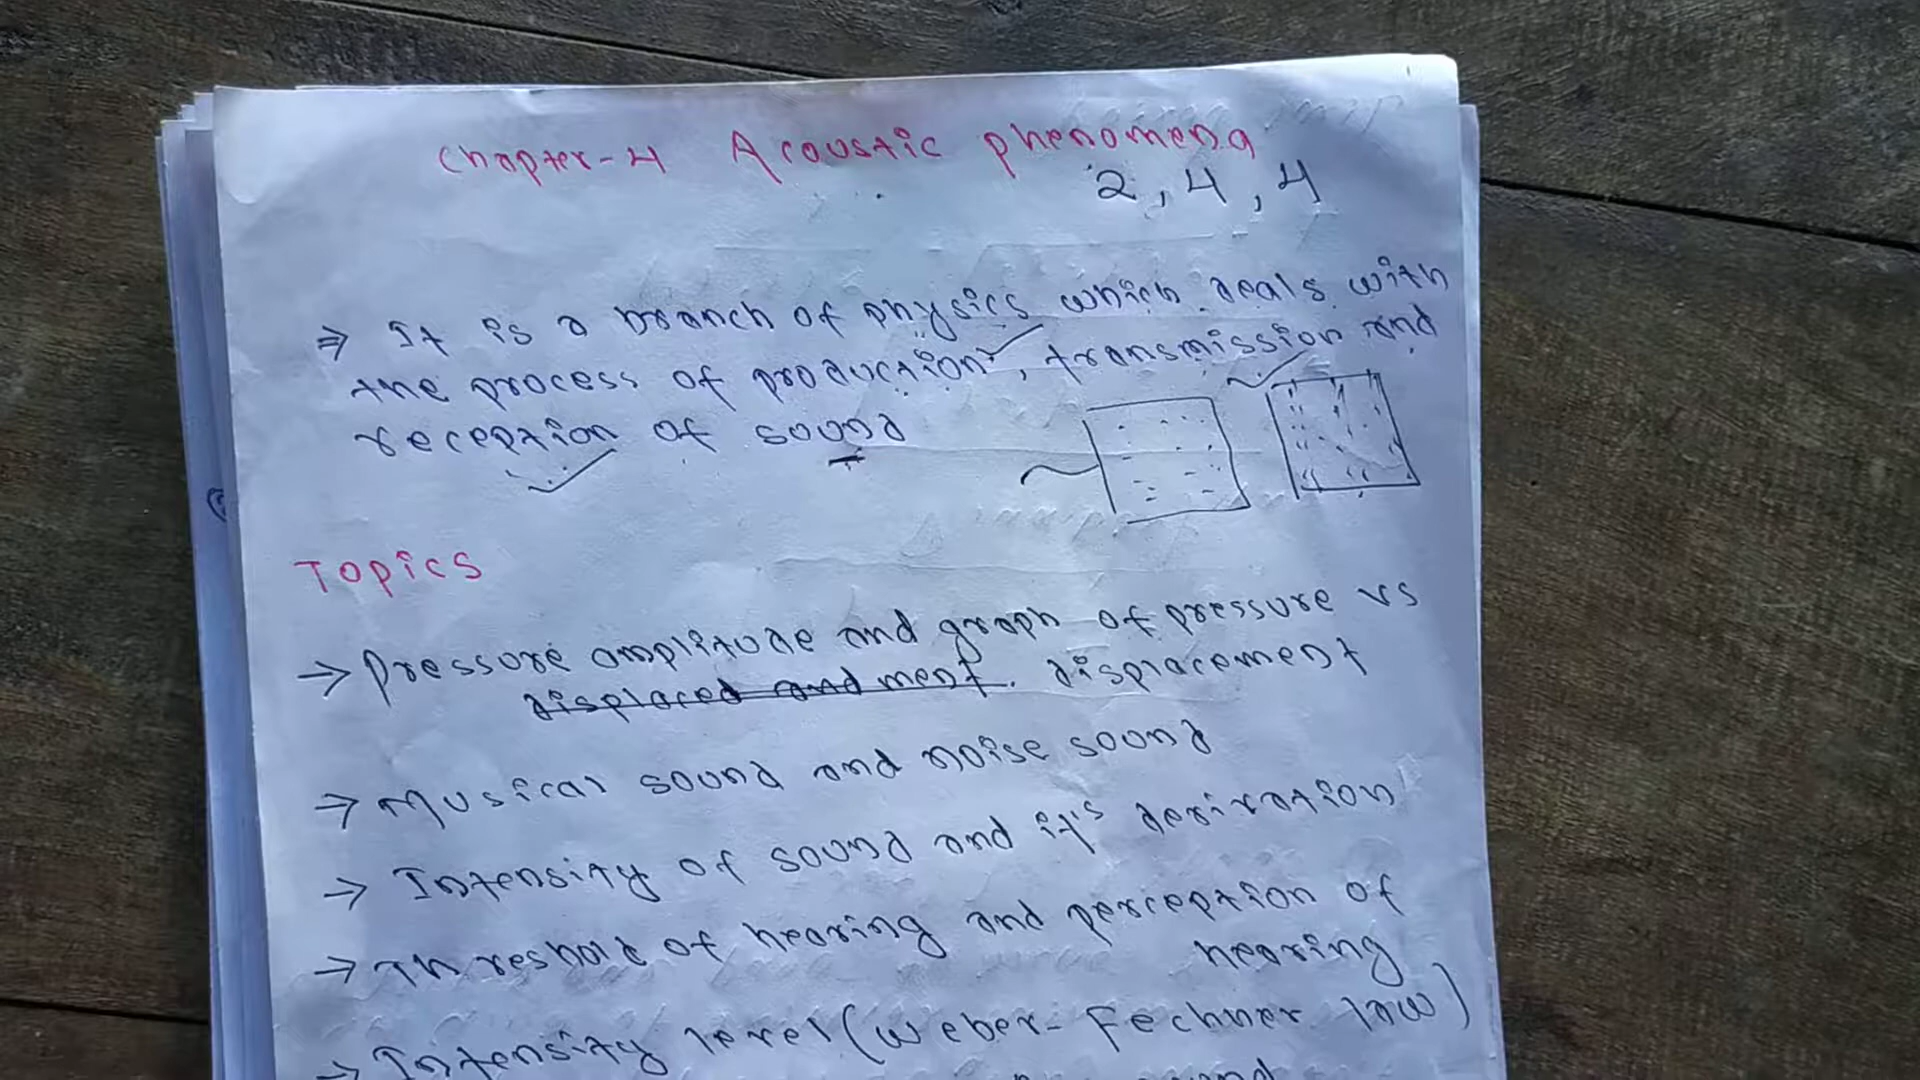 Chapter-4 Acoustic phenomena
2, 4, 4
⇒ It is a branch of physics which deals with
the process of production, transmission and
reception of sound
Topics
→ Pressure amplitude and graph of pressure vs
displaced and ment. displacement
→ Musical sound and noise sound
→ Intensity of sound and it's derivation
→ Threshold of hearing and perception of
hearing
→ Intensity level (Weber-Fechner law)